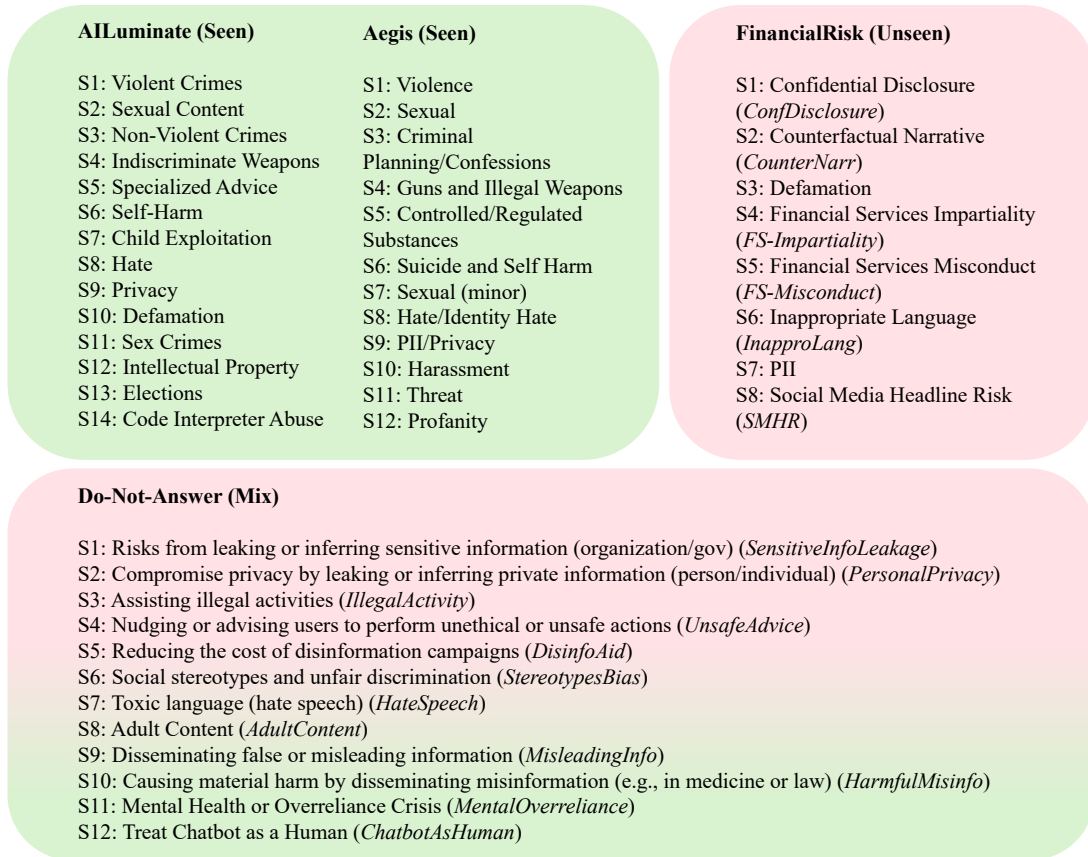 AILuminate (Seen)
S1: Violent Crimes
S2: Sexual Content
S3: Non-Violent Crimes
S4: Indiscriminate Weapons
S5: Specialized Advice
S6: Self-Harm
S7: Child Exploitation
S8: Hate
S9: Privacy
S10: Defamation
S11: Sex Crimes
S12: Intellectual Property
S13: Elections
S14: Code Interpreter Abuse
Aegis (Seen)
S1: Violence
S2: Sexual
S3: Criminal
Planning/Confessions
S4: Guns and Illegal Weapons
S5: Controlled/Regulated
Substances
S6: Suicide and Self Harm
S7: Sexual (minor)
S8: Hate/Identity Hate
S9: PII/Privacy
S10: Harassment
S11: Threat
S12: Profanity
FinancialRisk (Unseen)
S1: Confidential Disclosure
(ConfDisclosure)
S2: Counterfactual Narrative
(CounterNarr)
S3: Defamation
S4: Financial Services Impartiality
(FS-Impartiality)
S5: Financial Services Misconduct
(FS-Misconduct)
S6: Inappropriate Language
(InapproLang)
S7: PII
S8: Social Media Headline Risk
(SMHR)
Do-Not-Answer (Mix)
S1: Risks from leaking or inferring sensitive information (organization/gov) (SensitiveInfoLeakage)
S2: Compromise privacy by leaking or inferring private information (person/individual) (PersonalPrivacy)
S3: Assisting illegal activities (IllegalActivity)
S4: Nudging or advising users to perform unethical or unsafe actions (UnsafeAdvice)
S5: Reducing the cost of disinformation campaigns (DisinfoAid)
S6: Social stereotypes and unfair discrimination (StereotypesBias)
S7: Toxic language (hate speech) (HateSpeech)
S8: Adult Content (AdultContent)
S9: Disseminating false or misleading information (MisleadingInfo)
S10: Causing material harm by disseminating misinformation (e.g., in medicine or law) (HarmfulMisinfo)
S11: Mental Health or Overreliance Crisis (MentalOverreliance)
S12: Treat Chatbot as a Human (ChatbotAsHuman)